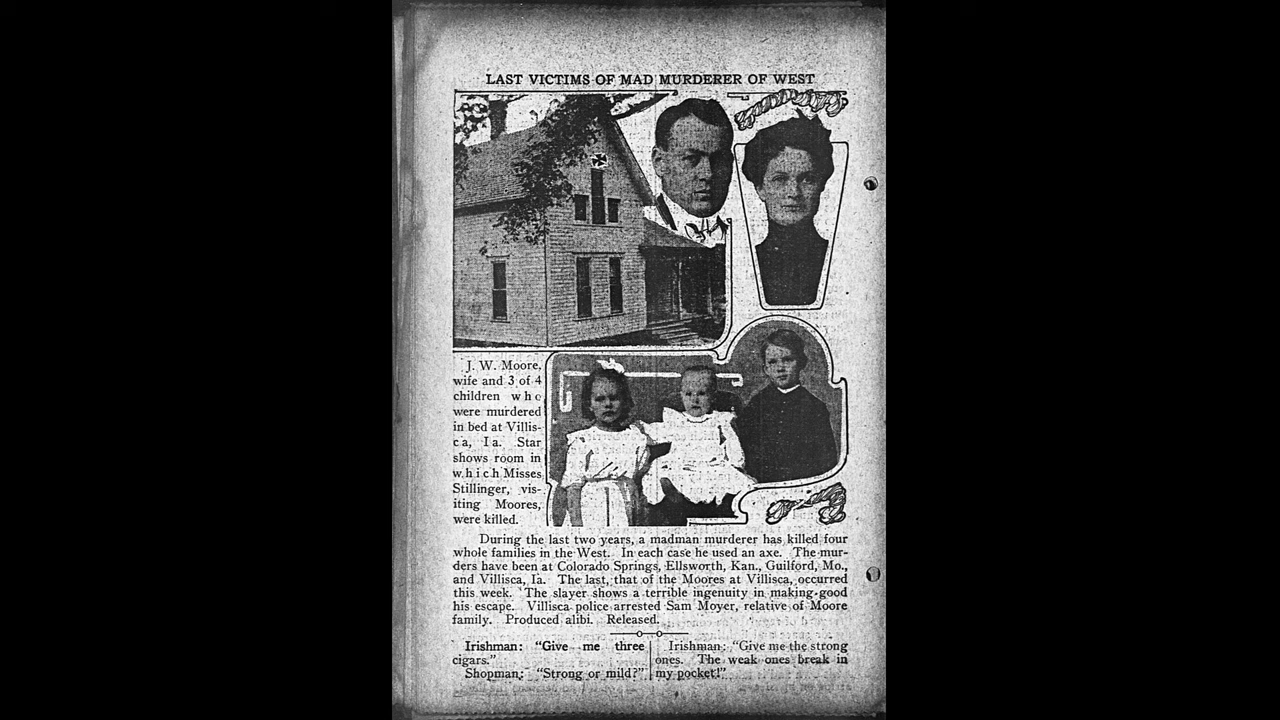 LAST VICTIMS OF MAD MURDERER OF WEST
J. W. Moore,
wife and 3 of 4
children who
were murdered
in bed at Villis-
ca, Ia. Star
shows room in
which Misses
Stillinger, vis-
iting Moores,
were killed.
During the last two years, a madman murderer has killed four
whole families in the West. In each case he used an axe. The mur-
ders have been at Colorado Springs, Ellsworth, Kan., Guilford, Mo.,
and Villisca, Ia. The last, that of the Moores at Villisca, occurred
this week. The slayer shows a terrible ingenuity in making good
his escape. Villisca police arrested Sam Moyer, relative of Moore
family. Produced alibi. Released.
Irishman: "Give me three
cigars."
Shopman: "Strong or mild?"
Irishman: "Give me the strong
ones. The weak ones break in
my pocket!"